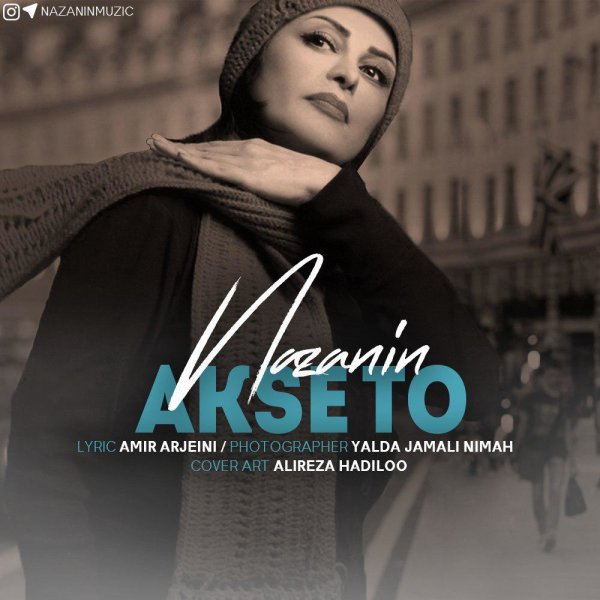 NAZANINMUZIC
Nazanin
AKSE TO
LYRIC AMIR ARJEINI / PHOTOGRAPHER YALDA JAMALI NIMAH
COVER ART ALIREZA HADILOO